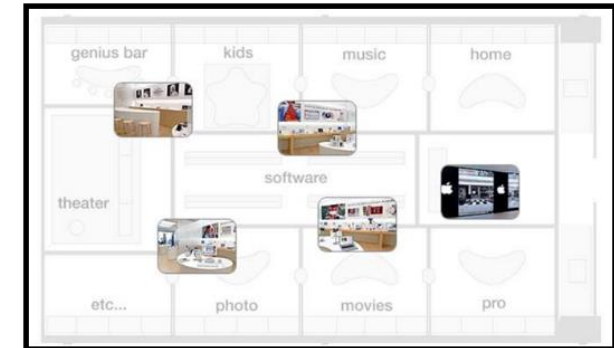 genius bar
kids
music
home
software
theater
etc...
photo
movies
pro